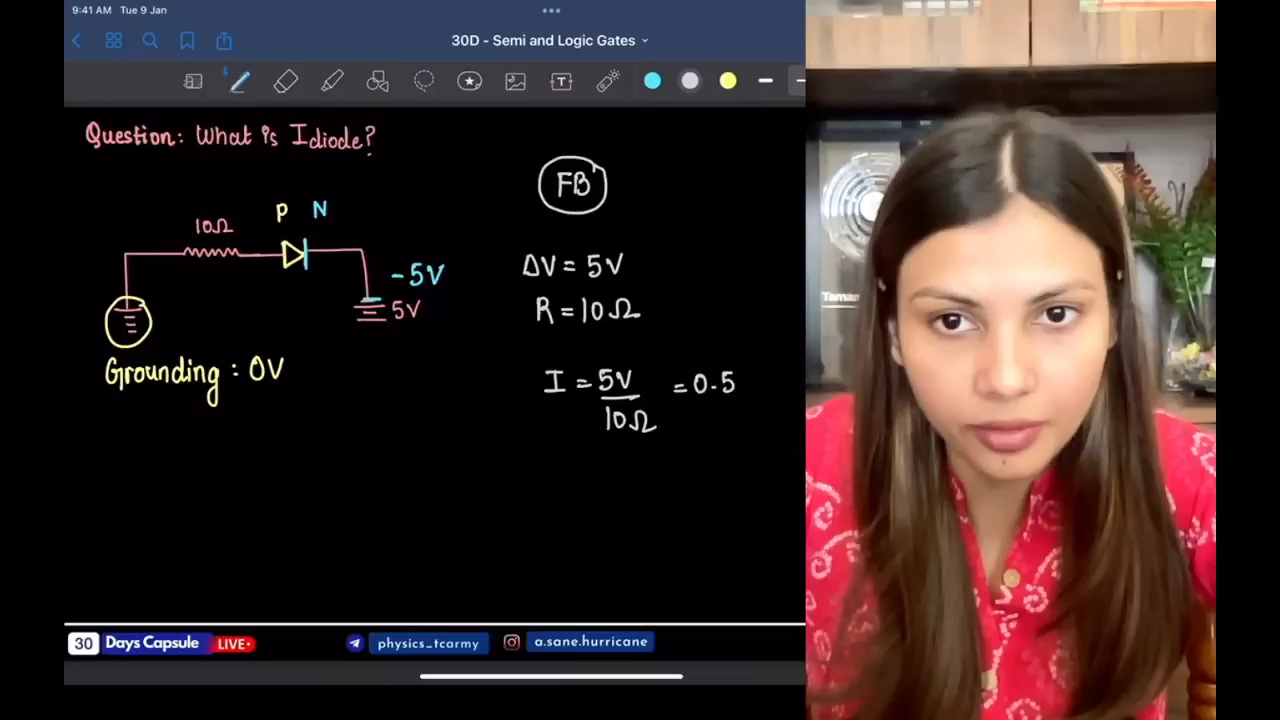 9:41 AM Tue 9 Jan
30D - Semi and Logic Gates
T
Question: What is I diode?
FB
10Ω
P N
ΔV = 5V
-5V
5V
R = 10Ω
Grounding : 0V
I = 5V/10Ω = 0.5
30 Days Capsule LIVE
physics_tcarmy
a.sane.hurricane